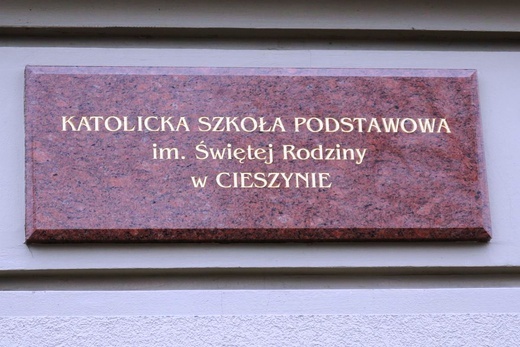 KATOLICKA SZKOŁA PODSTAWOWA
im. Świętej Rodziny
w CIESZYNIE